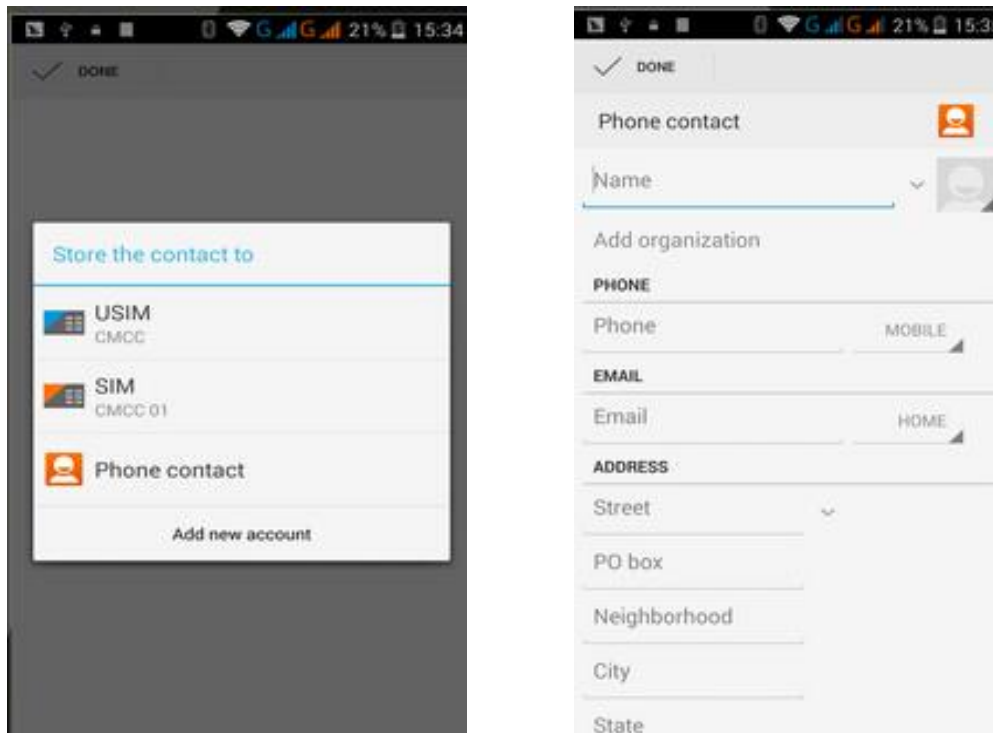 G G 21% 15:34
DONE
Store the contact to
USIM
CMCC
SIM
CMCC 01
Phone contact
Add new account
G G 21% 15:3
DONE
Phone contact
Name
Add organization
PHONE
Phone MOBILE
EMAIL
Email HOME
ADDRESS
Street
PO box
Neighborhood
City
State